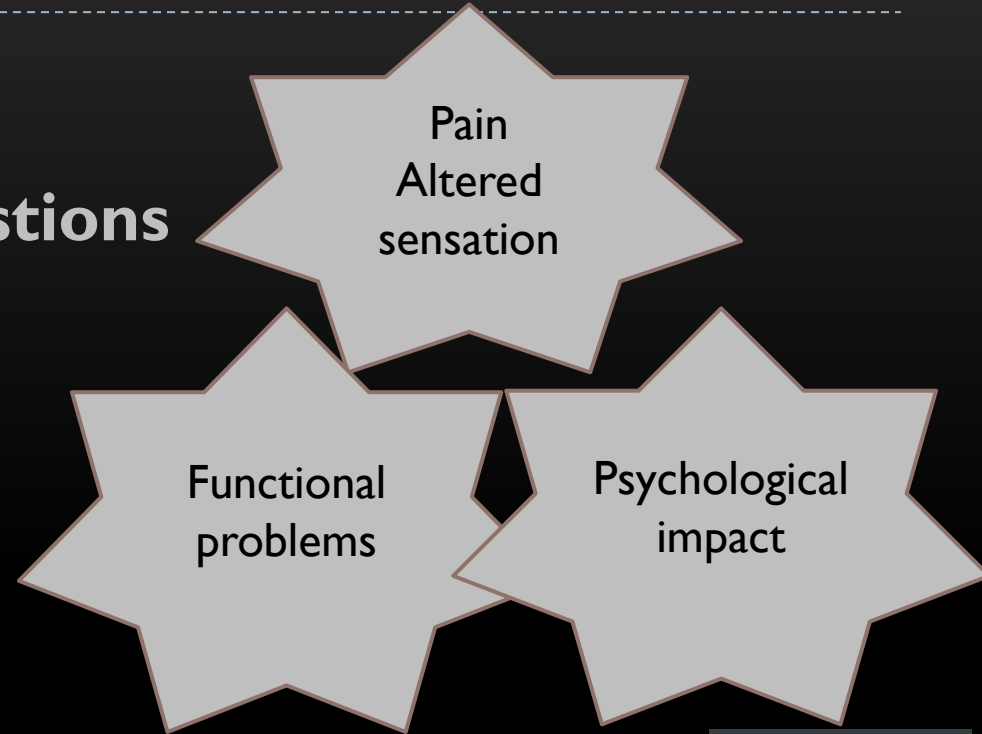 Pain
Altered
stions
sensation
Functional
problems
Psychological
impact